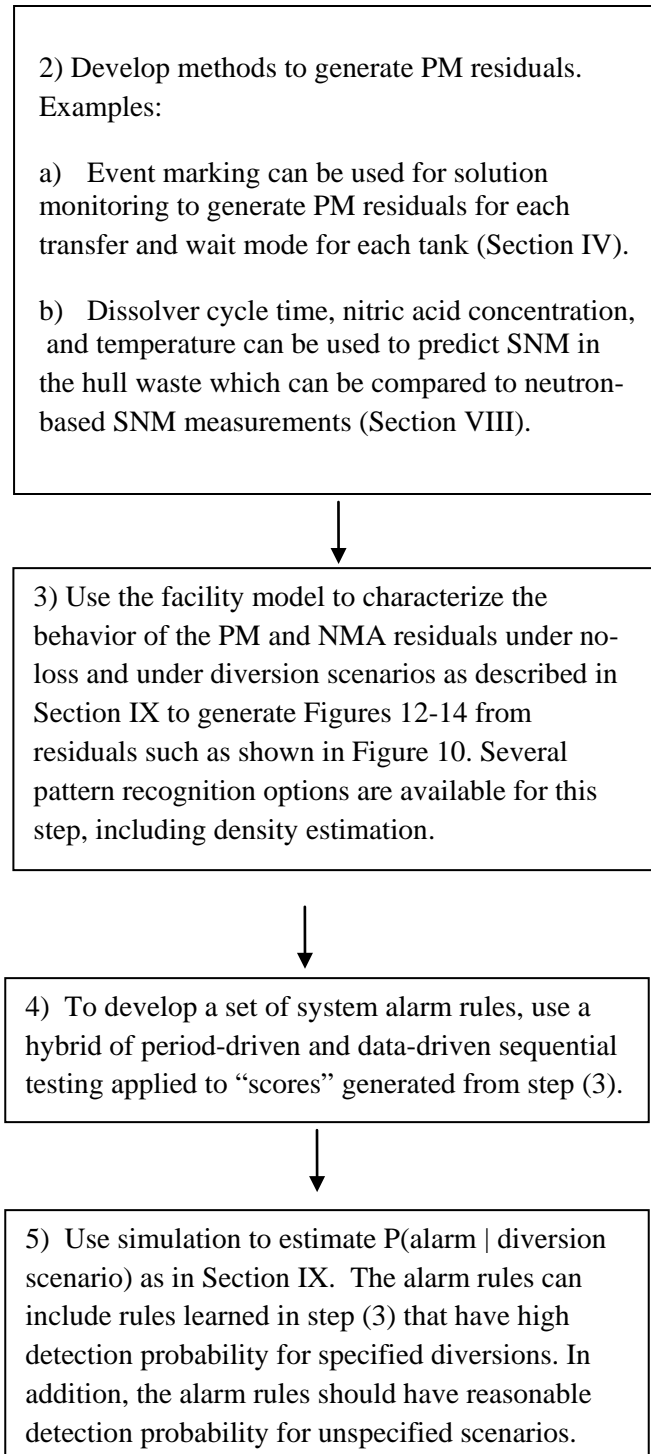 2) Develop methods to generate PM residuals.
Examples:
a) Event marking can be used for solution
monitoring to generate PM residuals for each
transfer and wait mode for each tank (Section IV).
b) Dissolver cycle time, nitric acid concentration,
and temperature can be used to predict SNM in
the hull waste which can be compared to neutron-
based SNM measurements (Section VIII).
3) Use the facility model to characterize the
behavior of the PM and NMA residuals under no-
loss and under diversion scenarios as described in
Section IX to generate Figures 12-14 from
residuals such as shown in Figure 10. Several
pattern recognition options are available for this
step, including density estimation.
4) To develop a set of system alarm rules, use a
hybrid of period-driven and data-driven sequential
testing applied to “scores” generated from step (3).
5) Use simulation to estimate P(alarm | diversion
scenario) as in Section IX. The alarm rules can
include rules learned in step (3) that have high
detection probability for specified diversions. In
addition, the alarm rules should have reasonable
detection probability for unspecified scenarios.